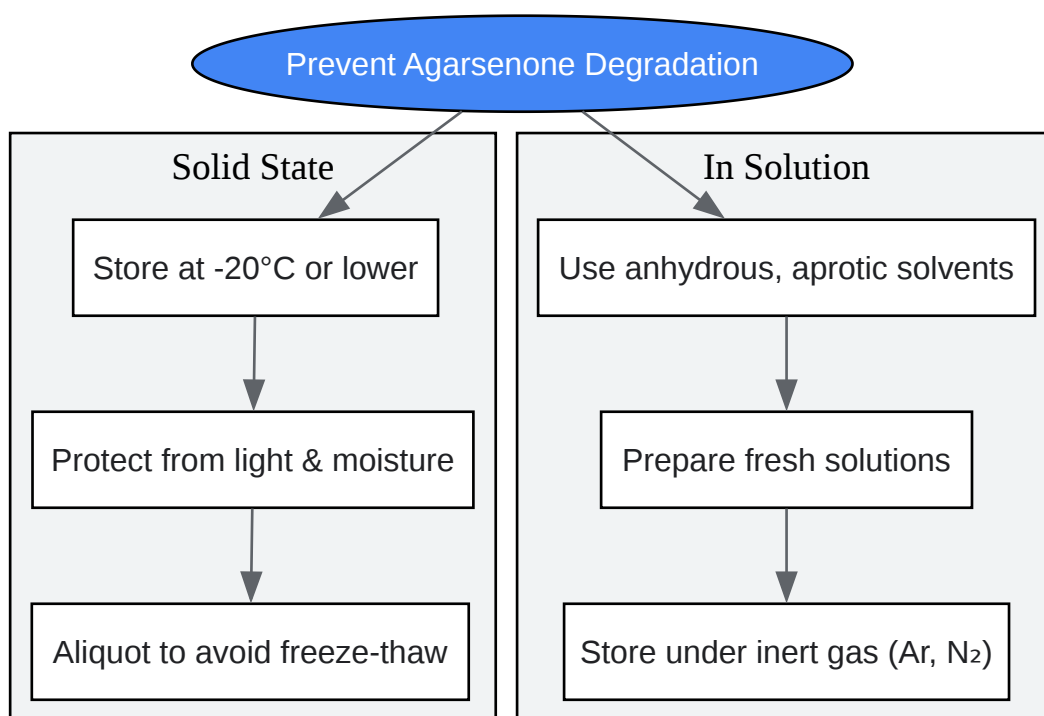 Prevent Agarsenone Degradation
Solid State
Store at -20°C or lower
Protect from light & moisture
Aliquot to avoid freeze-thaw
In Solution
Use anhydrous, aprotic solvents
Prepare fresh solutions
Store under inert gas (Ar, N₂)